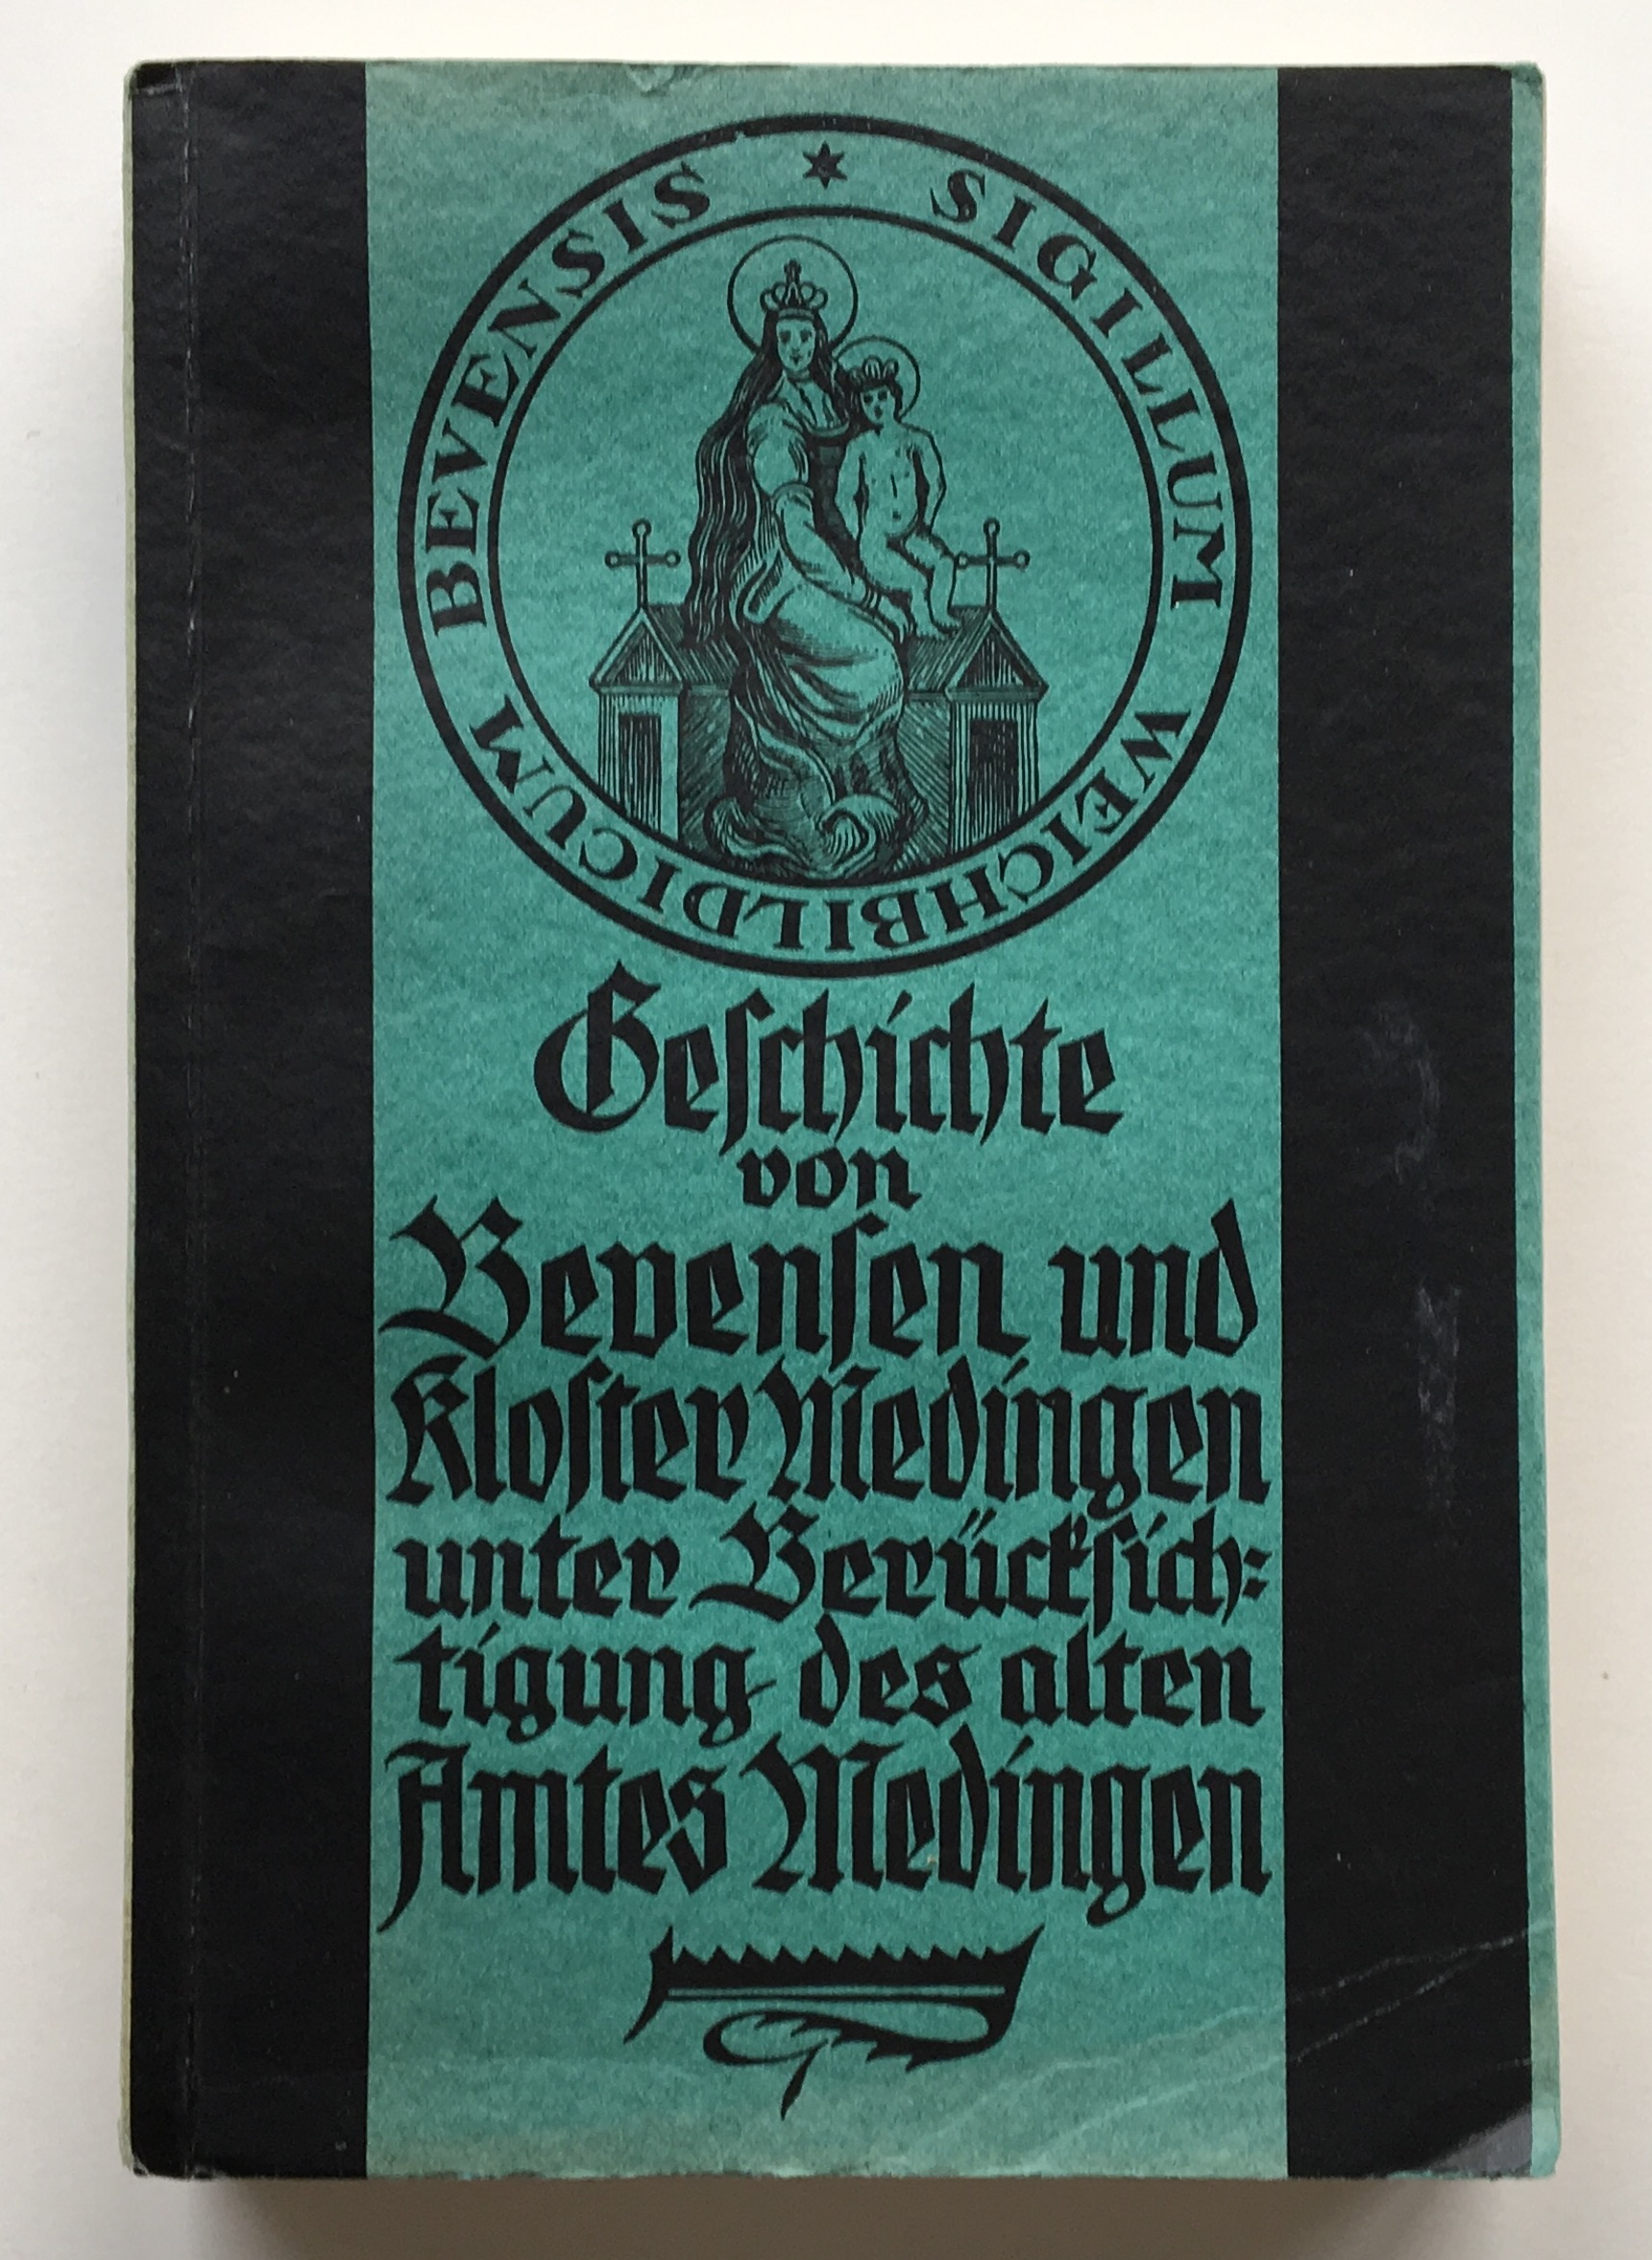 SIGILLUM WEICHBILDICUM BEVENSIS
Geschichte
von
Bevensen und
Kloster Medingen
unter Berücksich-
tigung des alten
Amtes Medingen